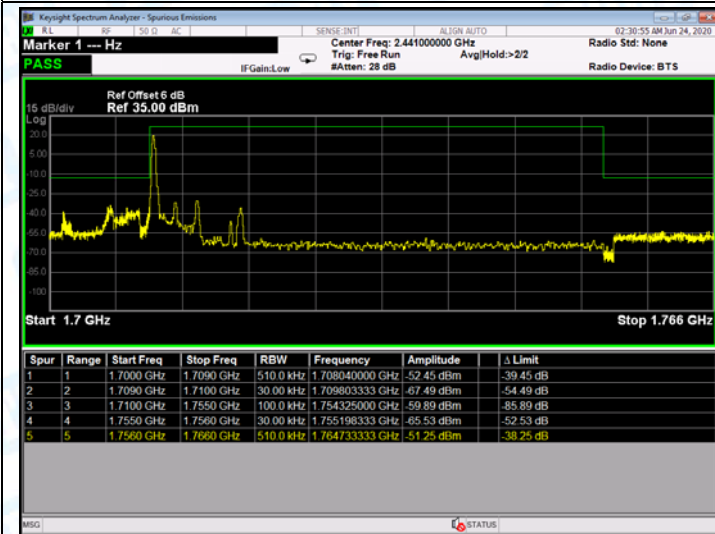 Keysight Spectrum Analyzer - Spurious Emissions
RL RF 50 Ω AC SENSE:INT ALIGN AUTO 02:30:55 AM Jun 24, 2020
Marker 1 --- Hz Center Freq: 2.441000000 GHz Radio Std: None
Trig: Free Run Avg|Hold:>2/2
PASS IFGain:Low #Atten: 28 dB Radio Device: BTS
Ref Offset 6 dB
15 dB/div Ref 35.00 dBm
Log
20.0
5.00
-10.0
-25.0
-40.0
-55.0
-70.0
-85.0
-100
Start 1.7 GHz Stop 1.766 GHz
Spur Range Start Freq Stop Freq RBW Frequency Amplitude Δ Limit
1 1 1.7000 GHz 1.7090 GHz 510.0 kHz 1.708040000 GHz -52.45 dBm -39.45 dB
2 2 1.7090 GHz 1.7100 GHz 30.00 kHz 1.709803333 GHz -67.49 dBm -54.49 dB
3 3 1.7100 GHz 1.7550 GHz 100.0 kHz 1.754325000 GHz -59.89 dBm -85.89 dB
4 4 1.7550 GHz 1.7560 GHz 30.00 kHz 1.755198333 GHz -65.53 dBm -52.53 dB
5 5 1.7560 GHz 1.7660 GHz 510.0 kHz 1.764733333 GHz -51.25 dBm -38.25 dB
MSG STATUS